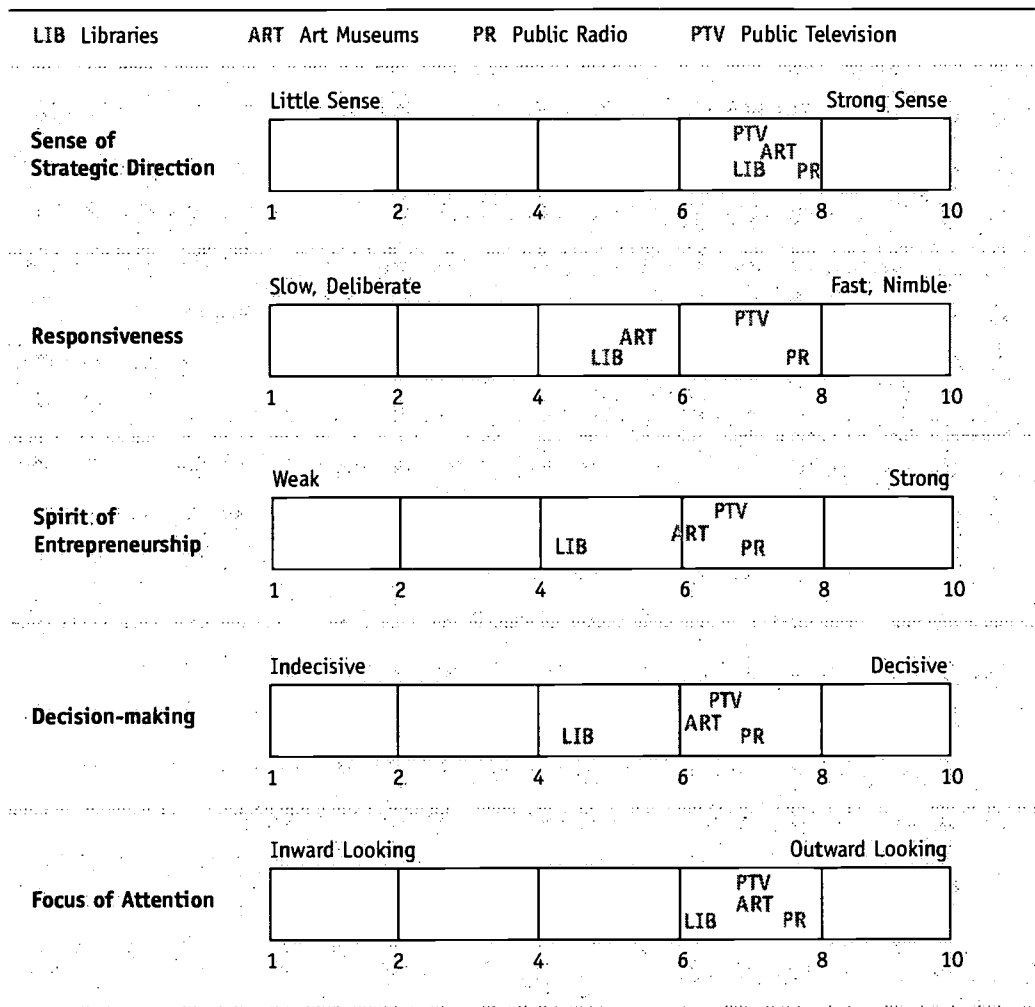 LIB Libraries ART Art Museums PR Public Radio PTV Public Television
Little Sense Strong Sense
Sense of
Strategic Direction
PTV
ART
LIB PR
1 2 4 6 8 10
Slow, Deliberate Fast, Nimble
Responsiveness
PTV
ART
LIB PR
1 2 4 6 8 10
Weak Strong
Spirit of
Entrepreneurship
PTV
ART
LIB PR
1 2 4 6 8 10
Indecisive Decisive
Decision-making
PTV
ART
LIB PR
1 2 4 6 8 10
Inward Looking Outward Looking
Focus of Attention
PTV
ART
LIB PR
1 2 4 6 8 10